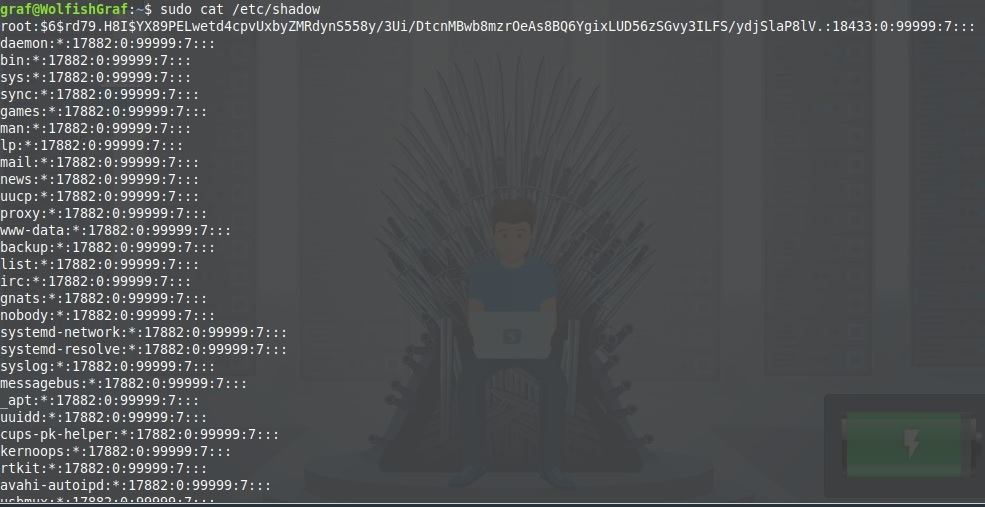 graf@WolfishGraf:~$ sudo cat /etc/shadow
root:$6$rd79.H8I$YX89PELwetd4cpvUxbyZMRdynS558y/3Ui/DtcnMBwb8mzrOeAs8BQ6YgixLUD56zSGvy3ILFS/ydjSlaP8lV.:18433:0:99999:7:::
daemon:*:17882:0:99999:7:::
bin:*:17882:0:99999:7:::
sys:*:17882:0:99999:7:::
sync:*:17882:0:99999:7:::
games:*:17882:0:99999:7:::
man:*:17882:0:99999:7:::
lp:*:17882:0:99999:7:::
mail:*:17882:0:99999:7:::
news:*:17882:0:99999:7:::
uucp:*:17882:0:99999:7:::
proxy:*:17882:0:99999:7:::
www-data:*:17882:0:99999:7:::
backup:*:17882:0:99999:7:::
list:*:17882:0:99999:7:::
irc:*:17882:0:99999:7:::
gnats:*:17882:0:99999:7:::
nobody:*:17882:0:99999:7:::
systemd-network:*:17882:0:99999:7:::
systemd-resolve:*:17882:0:99999:7:::
syslog:*:17882:0:99999:7:::
messagebus:*:17882:0:99999:7:::
_apt:*:17882:0:99999:7:::
uuidd:*:17882:0:99999:7:::
cups-pk-helper:*:17882:0:99999:7:::
kernoops:*:17882:0:99999:7:::
rtkit:*:17882:0:99999:7:::
avahi-autoipd:*:17882:0:99999:7:::
usbmux:*:17882:0:99999:7:::